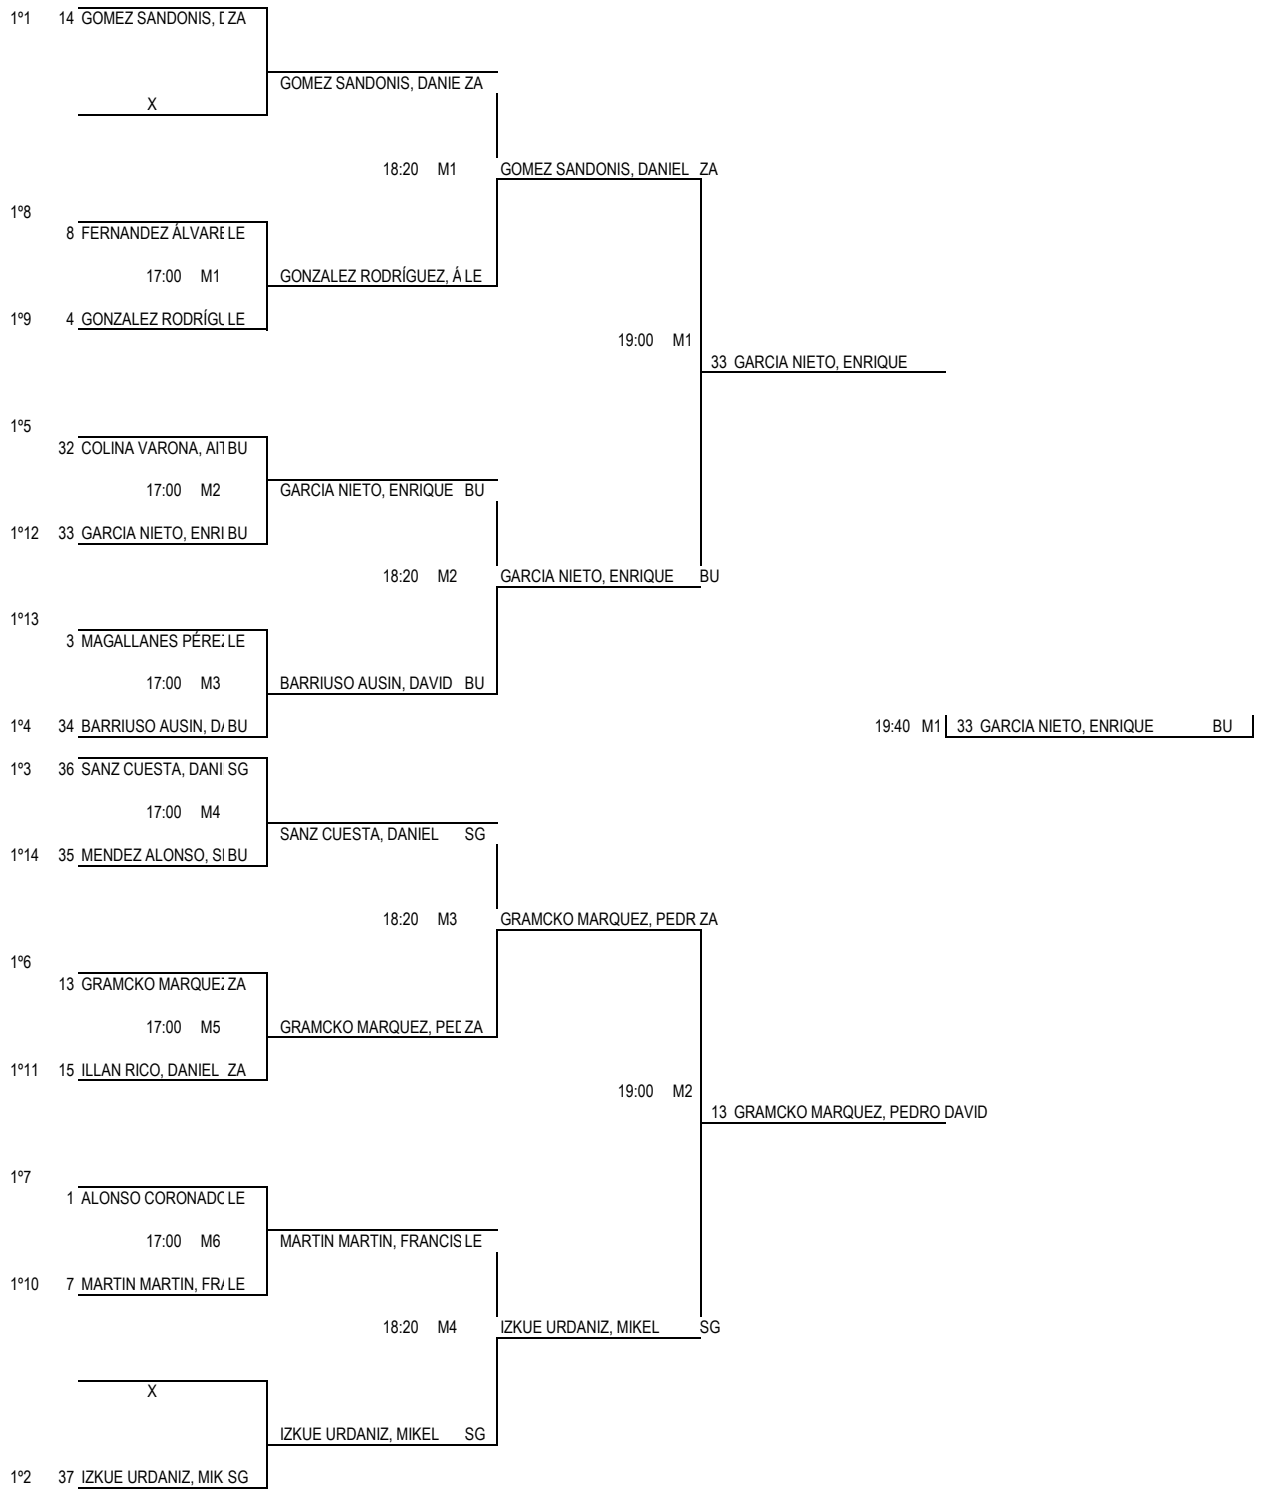 1º1 14 GOMEZ SANDONIS, D ZA
GOMEZ SANDONIS, DANIE ZA
X
18:20 M1 GOMEZ SANDONIS, DANIEL ZA
1º8
8 FERNANDEZ ÁLVARE LE
17:00 M1 GONZALEZ RODRÍGUEZ, Á LE
1º9 4 GONZALEZ RODRÍGU LE
19:00 M1
33 GARCIA NIETO, ENRIQUE
1º5
32 COLINA VARONA, AIT BU
17:00 M2 GARCIA NIETO, ENRIQUE BU
1º12 33 GARCIA NIETO, ENRI BU
18:20 M2 GARCIA NIETO, ENRIQUE BU
1º13
3 MAGALLANES PÉREZ LE
17:00 M3 BARRIUSO AUSIN, DAVID BU
1º4 34 BARRIUSO AUSIN, DA BU
19:40 M1 33 GARCIA NIETO, ENRIQUE BU
1º3 36 SANZ CUESTA, DANI SG
17:00 M4
SANZ CUESTA, DANIEL SG
1º14 35 MENDEZ ALONSO, SE BU
18:20 M3 GRAMCKO MARQUEZ, PEDR ZA
1º6
13 GRAMCKO MARQUEZ ZA
17:00 M5 GRAMCKO MARQUEZ, PED ZA
1º11 15 ILLAN RICO, DANIEL ZA
19:00 M2
13 GRAMCKO MARQUEZ, PEDRO DAVID
1º7
1 ALONSO CORONADO LE
17:00 M6 MARTIN MARTIN, FRANCIS LE
1º10 7 MARTIN MARTIN, FRA LE
18:20 M4 IZKUE URDANIZ, MIKEL SG
X
IZKUE URDANIZ, MIKEL SG
1º2 37 IZKUE URDANIZ, MIK SG